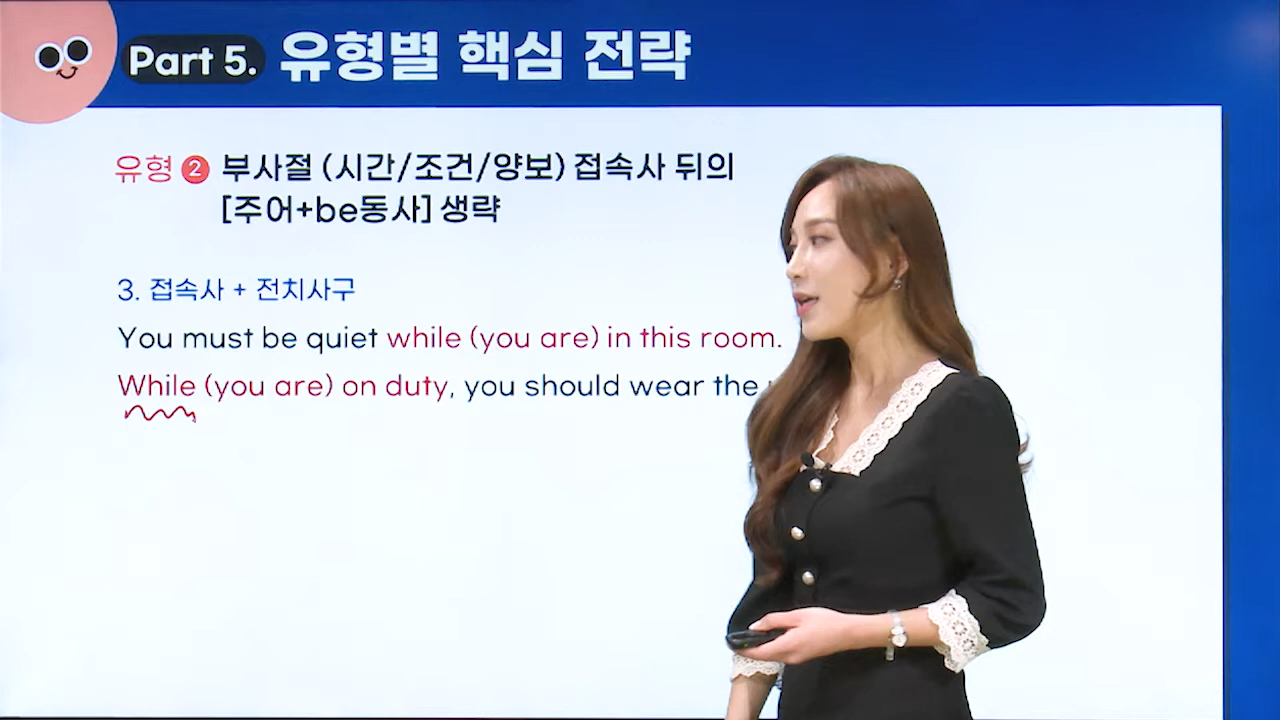 Part 5. 유형별 핵심 전략
유형 2 부사절 (시간/조건/양보) 접속사 뒤의
[주어+be동사] 생략
3. 접속사 + 전치사구
You must be quiet while (you are) in this room.
While (you are) on duty, you should wear the